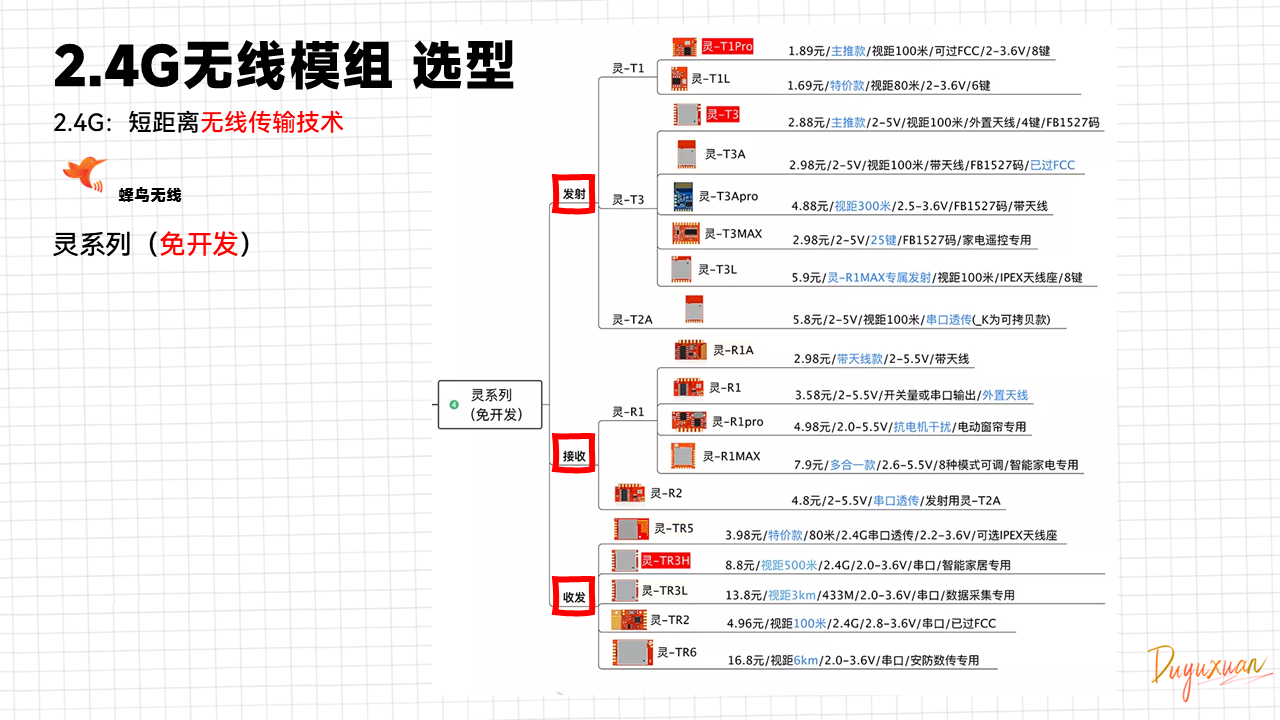 2.4G无线模组 选型
2.4G：短距离无线传输技术
蜂鸟无线
灵系列（免开发）
4
灵系列
（免开发）
发射
灵-T1
灵-T1Pro
1.89元/主推款/视距100米/可过FCC/2-3.6V/8键
灵-T1L
1.69元/特价款/视距80米/2-3.6V/6键
灵-T3
灵-T3
2.88元/主推款/2-5V/视距100米/外置天线/4键/FB1527码
灵-T3A
2.98元/2-5V/视距100米/带天线/FB1527码/已过FCC
灵-T3Apro
4.88元/视距300米/2.5-3.6V/FB1527码/带天线
灵-T3MAX
2.98元/2-5V/25键/FB1527码/家电遥控专用
灵-T3L
5.9元/灵-R1MAX专属发射/视距100米/IPEX天线座/8键
灵-T2A
5.8元/2-5V/视距100米/串口透传(_K为可拷贝款)
接收
灵-R1
灵-R1A
2.98元/带天线款/2-5.5V/带天线
灵-R1
3.58元/2-5.5V/开关量或串口输出/外置天线
灵-R1pro
4.98元/2.0-5.5V/抗电机干扰/电动窗帘专用
灵-R1MAX
7.9元/多合一款/2.6-5.5V/8种模式可调/智能家电专用
灵-R2
4.8元/2-5.5V/串口透传/发射用灵-T2A
收发
灵-TR5
3.98元/特价款/80米/2.4G串口透传/2.2-3.6V/可选IPEX天线座
灵-TR3H
8.8元/视距500米/2.4G/2.0-3.6V/串口/智能家居专用
灵-TR3L
13.8元/视距3km/433M/2.0-3.6V/串口/数据采集专用
灵-TR2
4.96元/视距100米/2.4G/2.8-3.6V/串口/已过FCC
灵-TR6
16.8元/视距6km/2.0-3.6V/串口/安防数传专用
Duyuxuan